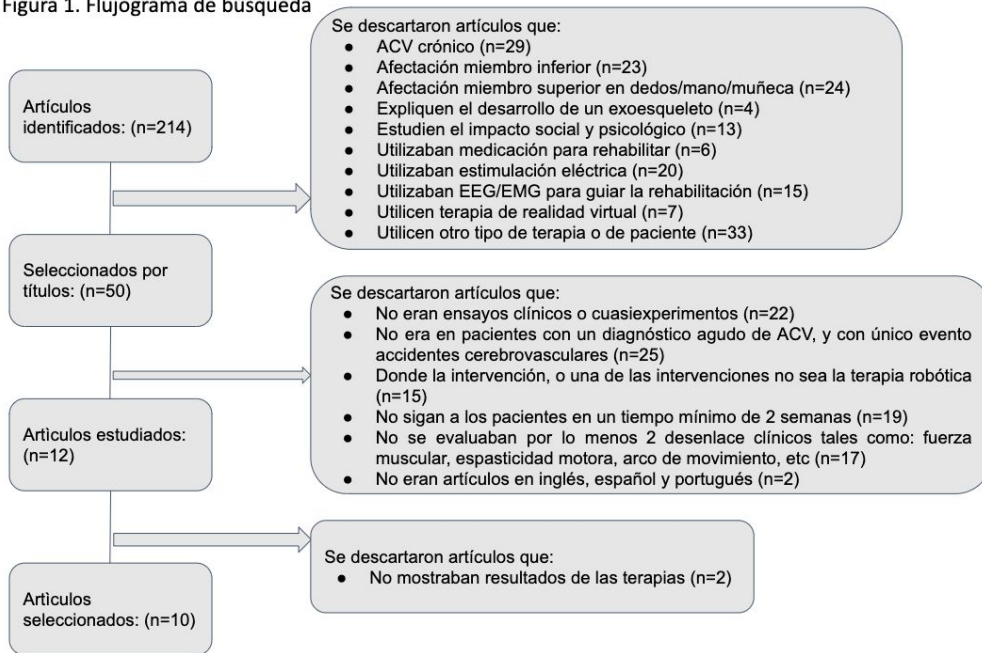 Figura 1. Flujograma de búsqueda
Artículos
identificados: (n=214)
Se descartaron artículos que:
● ACV crónico (n=29)
● Afectación miembro inferior (n=23)
● Afectación miembro superior en dedos/mano/muñeca (n=24)
● Expliquen el desarrollo de un exoesqueleto (n=4)
● Estudien el impacto social y psicológico (n=13)
● Utilizaban medicación para rehabilitar (n=6)
● Utilizaban estimulación eléctrica (n=20)
● Utilizaban EEG/EMG para guiar la rehabilitación (n=15)
● Utilicen terapia de realidad virtual (n=7)
● Utilicen otro tipo de terapia o de paciente (n=33)
Seleccionados por
títulos: (n=50)
Se descartaron artículos que:
● No eran ensayos clínicos o cuasiexperimentos (n=22)
● No era en pacientes con un diagnóstico agudo de ACV, y con único evento
accidentes cerebrovasculares (n=25)
● Donde la intervención, o una de las intervenciones no sea la terapia robótica
(n=15)
● No sigan a los pacientes en un tiempo mínimo de 2 semanas (n=19)
● No se evaluaban por lo menos 2 desenlace clínicos tales como: fuerza
muscular, espasticidad motora, arco de movimiento, etc (n=17)
● No eran artículos en inglés, español y portugués (n=2)
Artìculos estudiados:
(n=12)
Se descartaron artículos que:
● No mostraban resultados de las terapias (n=2)
Artìculos
seleccionados: (n=10)